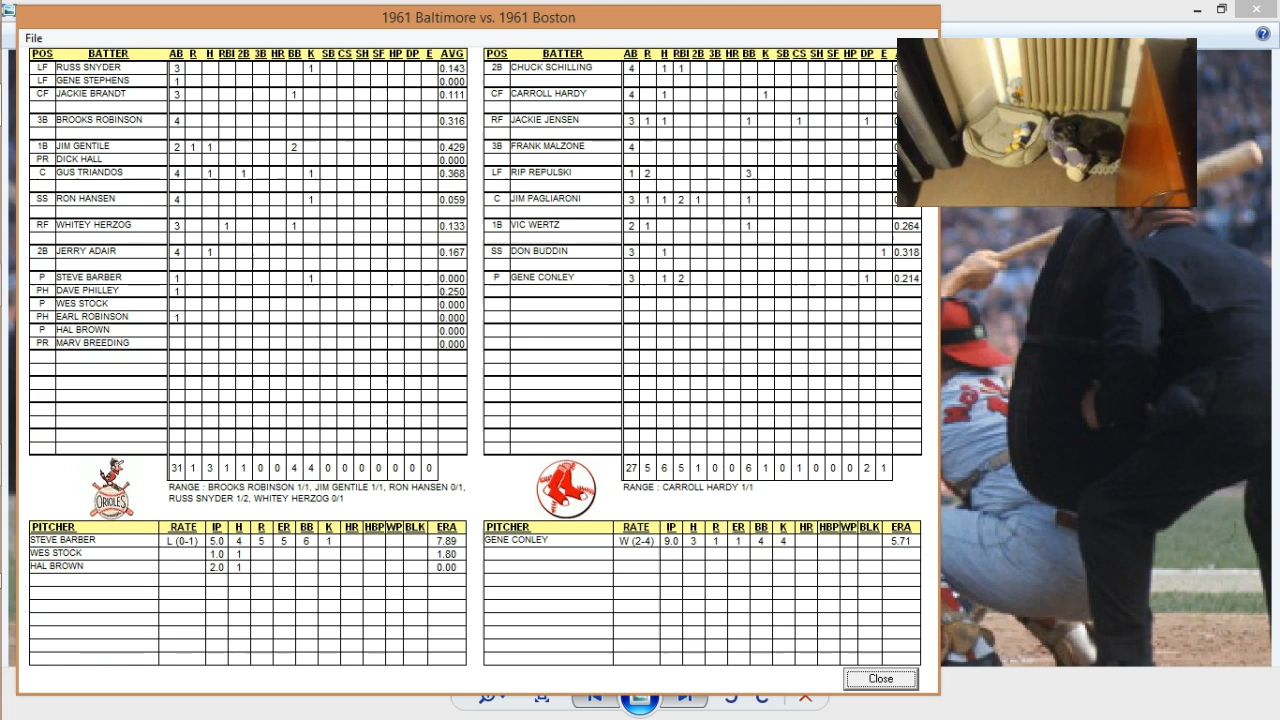 1961 Baltimore vs. 1961 Boston
File
POS BATTER AB R H RBI 2B 3B HR BB K SB CS SH SF HP DP E AVG
LF RUSS SNYDER 3 1 0.143
LF GENE STEPHENS 1 0.000
CF JACKIE BRANDT 3 1 0.111
3B BROOKS ROBINSON 4 0.316
1B JIM GENTILE 2 1 1 2 0.429
PR DICK HALL 0.000
C GUS TRIANDOS 4 1 1 1 0.368
SS RON HANSEN 4 1 0.059
RF WHITEY HERZOG 3 1 1 0.133
2B JERRY ADAIR 4 1 0.167
P STEVE BARBER 1 1 0.000
PH DAVE PHILLEY 1 0.250
P WES STOCK 0.000
PH EARL ROBINSON 1 0.000
P HAL BROWN 0.000
PR MARV BREEDING 0.000
31 1 3 1 1 0 0 4 4 0 0 0 0 0 0 0
ORIOLES
RANGE : BROOKS ROBINSON 1/1, JIM GENTILE 1/1, RON HANSEN 0/1,
RUSS SNYDER 1/2, WHITEY HERZOG 0/1
PITCHER RATE IP H R ER BB K HR HBP WP BLK ERA
STEVE BARBER L (0-1) 5.0 4 5 5 6 1 7.89
WES STOCK 1.0 1 1.80
HAL BROWN 2.0 1 0.00
POS BATTER AB R H RBI 2B 3B HR BB K SB CS SH SF HP DP E
2B CHUCK SCHILLING 4 1 1
CF CARROLL HARDY 4 1 1
RF JACKIE JENSEN 3 1 1 1 1 1
3B FRANK MALZONE 4
LF RIP REPULSKI 1 2 3
C JIM PAGLIARONI 3 1 1 2 1 1
1B VIC WERTZ 2 1 1 0.264
SS DON BUDDIN 3 1 1 0.318
P GENE CONLEY 3 1 2 1 0.214
27 5 6 5 1 0 0 6 1 0 1 0 0 0 2 1
RANGE : CARROLL HARDY 1/1
PITCHER RATE IP H R ER BB K HR HBP WP BLK ERA
GENE CONLEY W (2-4) 9.0 3 1 1 4 4 5.71
Close